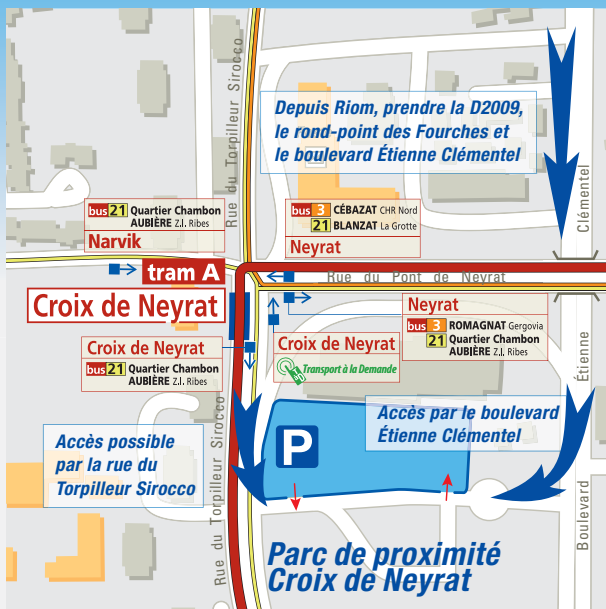 Rue du Torpilleur Sirocco
Depuis Riom, prendre la D2009,
le rond-point des Fourches et
le boulevard Étienne Clémentel
Clémentel
bus 21 Quartier Chambon
AUBIÈRE Z.I. Ribes
Narvik
bus 3 CÉBAZAT CHR Nord
21 BLANZAT La Grotte
Neyrat
tram A
Croix de Neyrat
Rue du Pont de Neyrat
Croix de Neyrat
bus 21 Quartier Chambon
AUBIÈRE Z.I. Ribes
Croix de Neyrat
Transport à la Demande
Neyrat
bus 3 ROMAGNAT Gergovia
21 Quartier Chambon
AUBIÈRE Z.I. Ribes
Étienne
Accès possible
par la rue du
Torpilleur Sirocco
P
Accès par le boulevard
Étienne Clémentel
Rue du Torpilleur Sirocco
Boulevard
Parc de proximité
Croix de Neyrat